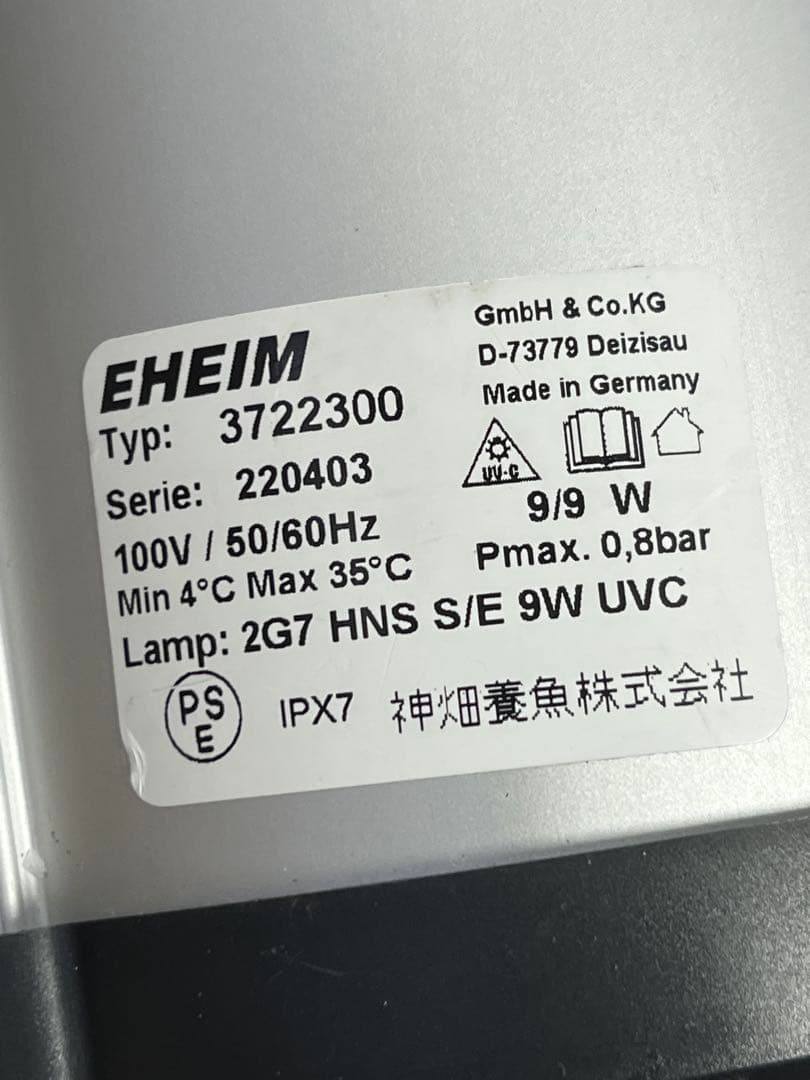 EHEIM
Typ: 3722300
Serie: 220403
100V / 50/60Hz
Min 4°C Max 35°C
Lamp: 2G7 HNS S/E 9W UVC
GmbH & Co.KG
D-73779 Deizisau
Made in Germany
UV-C
9/9 W
Pmax. 0,8bar
PS
E
IPX7 神畑養魚株式会社